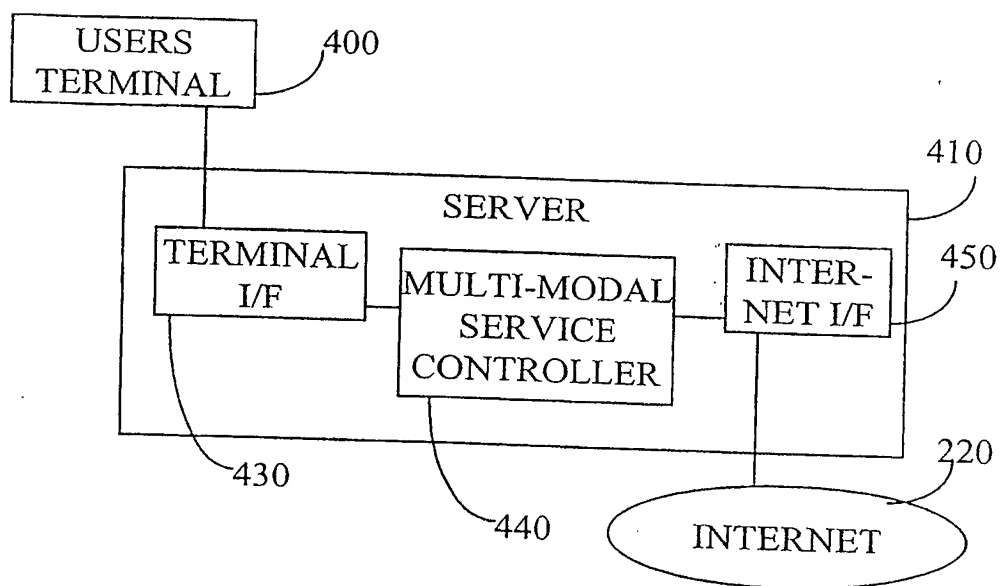 USERS
TERMINAL
400
410
SERVER
TERMINAL
I/F
MULTI-MODAL
SERVICE
CONTROLLER
INTER-
NET I/F
450
430
440
220
INTERNET